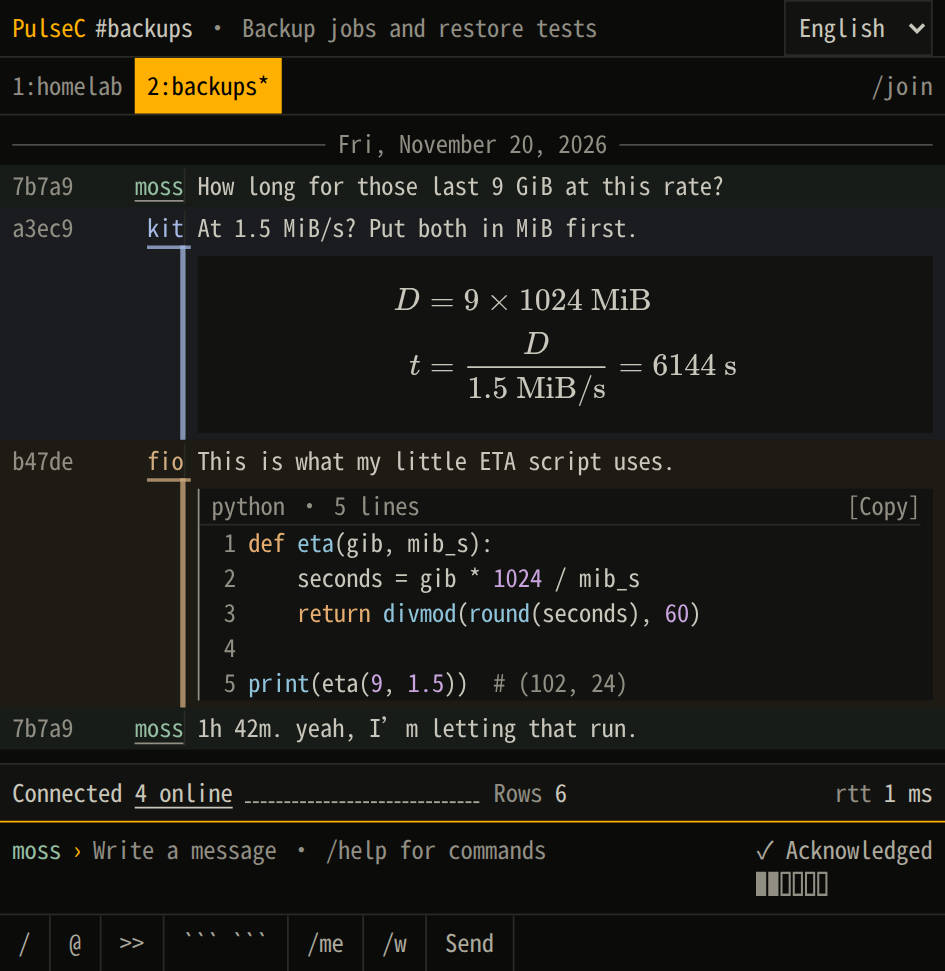 PulseC #backups • Backup jobs and restore tests English
1:homelab 2:backups* /join
Fri, November 20, 2026
7b7a9 moss How long for those last 9 GiB at this rate?
a3ec9 kit At 1.5 MiB/s? Put both in MiB first.
D = 9 × 1024 MiB
t = D / 1.5 MiB/s = 6144 s
b47de fio This is what my little ETA script uses.
python • 5 lines [Copy]
1 def eta(gib, mib_s):
2     seconds = gib * 1024 / mib_s
3     return divmod(round(seconds), 60)
4
5 print(eta(9, 1.5))  # (102, 24)
7b7a9 moss 1h 42m. yeah, I’m letting that run.
Connected 4 online Rows 6 rtt 1 ms
moss › Write a message • /help for commands ✓ Acknowledged
/ @ >> ``` ``` /me /w Send